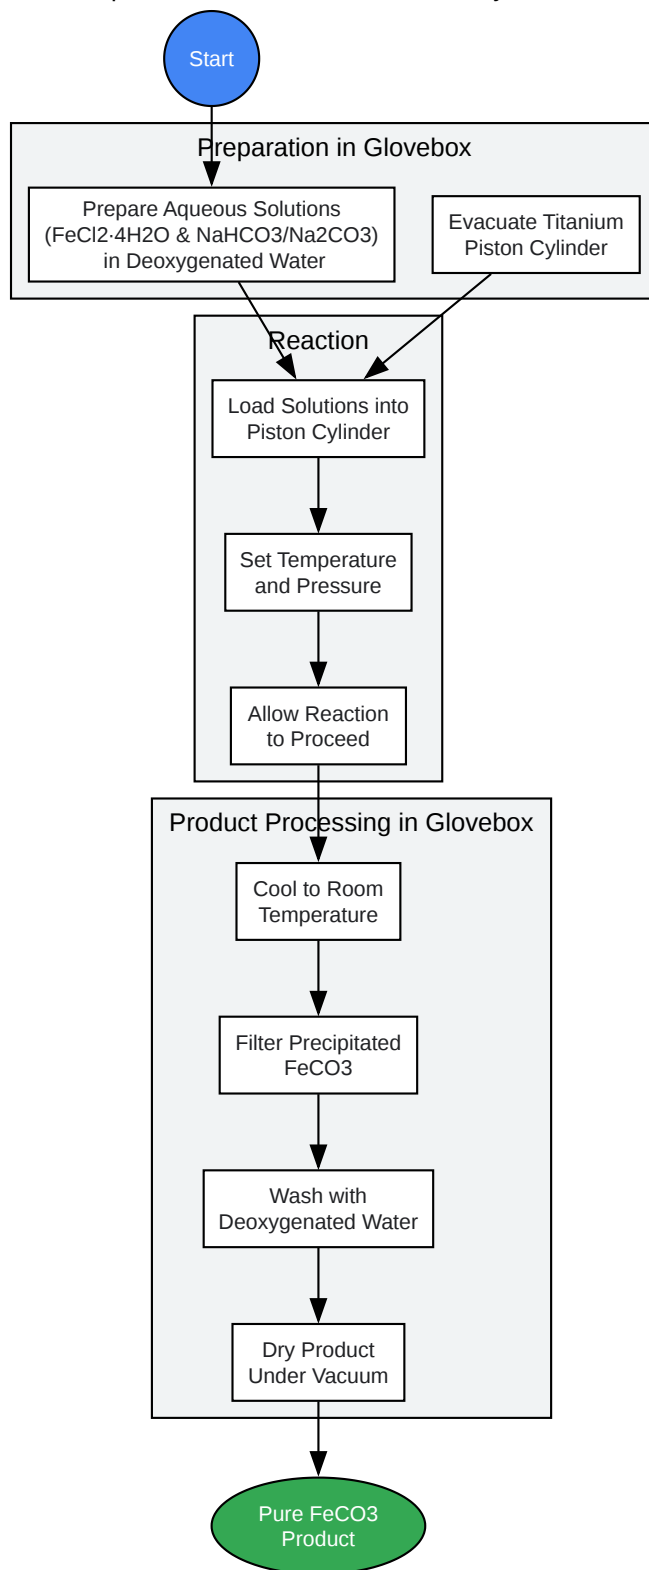 Start
Preparation in Glovebox
Prepare Aqueous Solutions
(FeCl2·4H2O & NaHCO3/Na2CO3)
in Deoxygenated Water
Evacuate Titanium
Piston Cylinder
Reaction
Load Solutions into
Piston Cylinder
Set Temperature
and Pressure
Allow Reaction
to Proceed
Product Processing in Glovebox
Cool to Room
Temperature
Filter Precipitated
FeCO3
Wash with
Deoxygenated Water
Dry Product
Under Vacuum
Pure FeCO3
Product